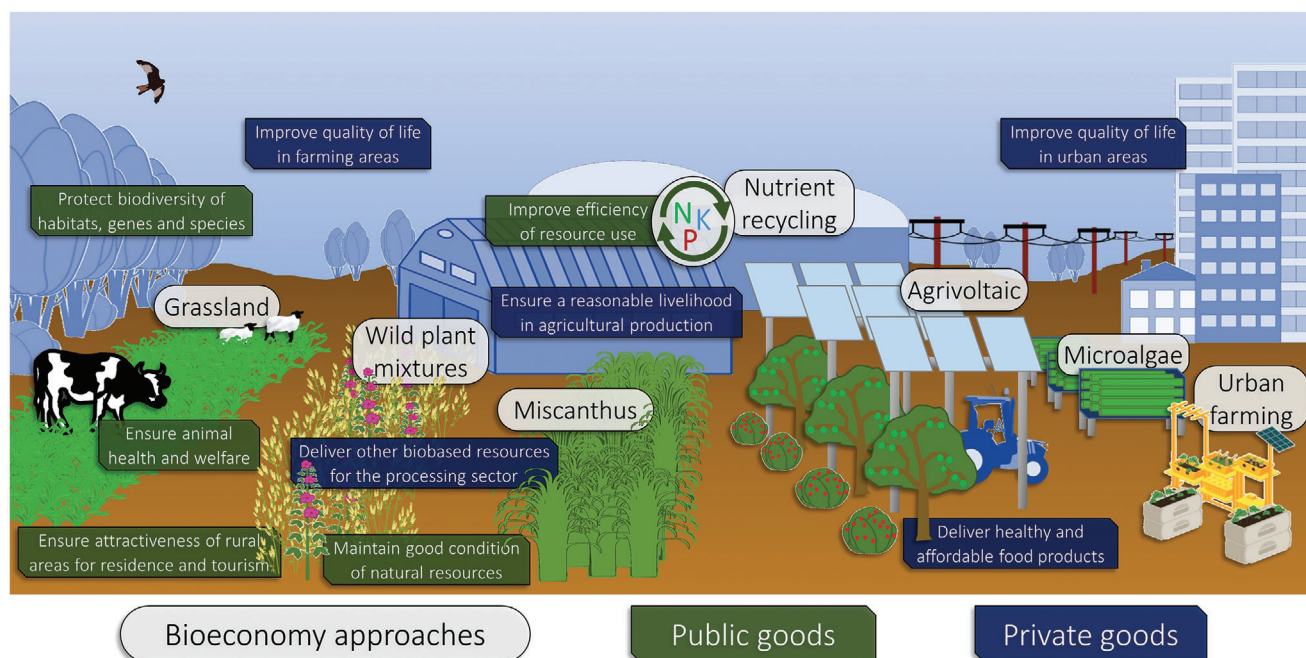 Improve quality of life
in farming areas
Improve quality of life
in urban areas
Protect biodiversity of
habitats, genes and species
Improve efficiency
of resource use
N
K
P
Nutrient
recycling
Grassland
Ensure a reasonable livelihood
in agricultural production
Agrivoltaic
Wild plant
mixtures
Microalgae
Miscanthus
Urban
farming
Ensure animal
health and welfare
Deliver other biobased resources
for the processing sector
Ensure attractiveness of rural
areas for residence and tourism
Maintain good condition
of natural resources
Deliver healthy and
affordable food products
Bioeconomy approaches
Public goods
Private goods